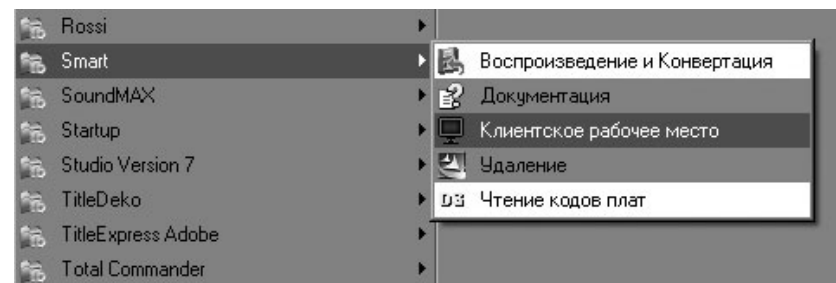 Rossi
Smart
SoundMAX
Startup
Studio Version 7
TitleDeko
TitleExpress Adobe
Total Commander
Воспроизведение и Конвертация
Документация
Клиентское рабочее место
Удаление
Чтение кодов плат